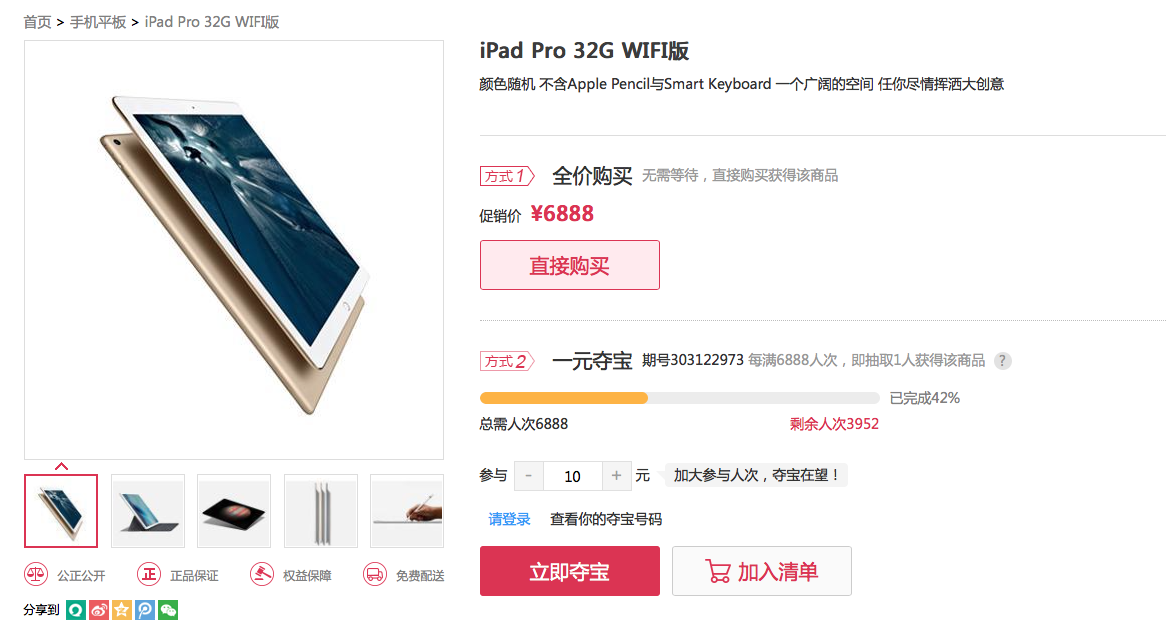 首页 > 手机平板 > iPad Pro 32G WIFI版
iPad Pro 32G WIFI版
颜色随机 不含Apple Pencil与Smart Keyboard 一个广阔的空间 任你尽情挥洒大创意
方式1 全价购买 无需等待，直接购买获得该商品
促销价 ¥6888
直接购买
方式2 一元夺宝 期号303122973 每满6888人次，即抽取1人获得该商品 ?
已完成42%
总需人次6888 剩余人次3952
参与 - 10 + 元 加大参与人次，夺宝在望！
请登录 查看你的夺宝号码
立即夺宝 加入清单
公正公开 正 正品保证 权益保障 免费配送
分享到